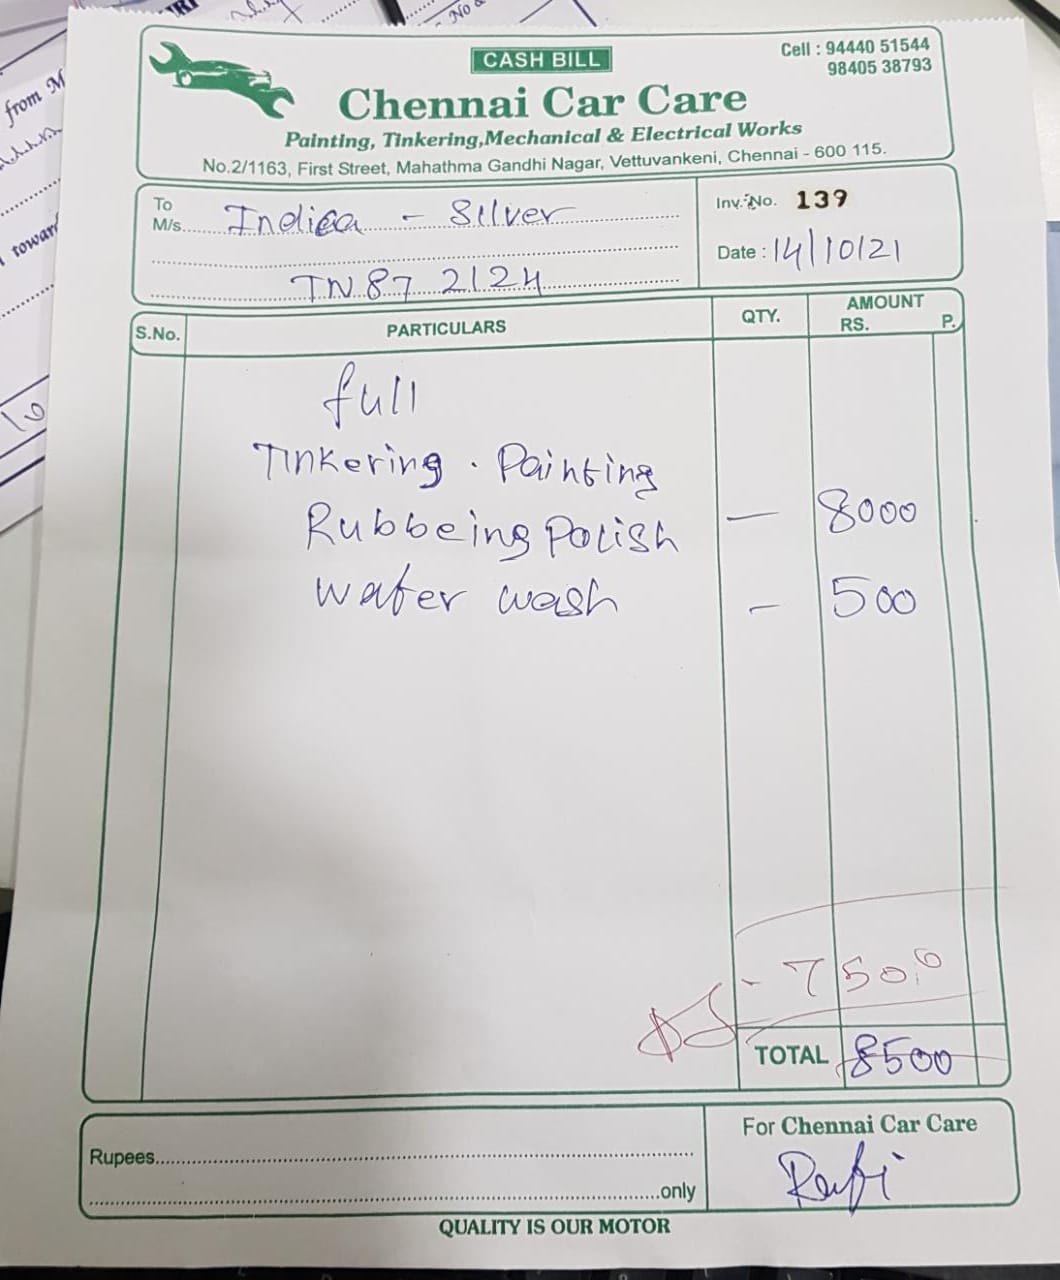 CASH BILL
Cell : 94440 51544
98405 38793
Chennai Car Care
Painting, Tinkering,Mechanical & Electrical Works
No.2/1163, First Street, Mahathma Gandhi Nagar, Vettuvankeni, Chennai - 600 115.
To
M/s. Indica - Silver
TN 87 2124
Inv. No. 139
Date : 14/10/21
S.No. PARTICULARS QTY. AMOUNT
RS. P.
full
Tinkering . Painting
Rubbeing Polish - 8000
water wash - 500
- 7500
TOTAL 8500
Rupees
only
For Chennai Car Care
QUALITY IS OUR MOTOR
from M
towar
No